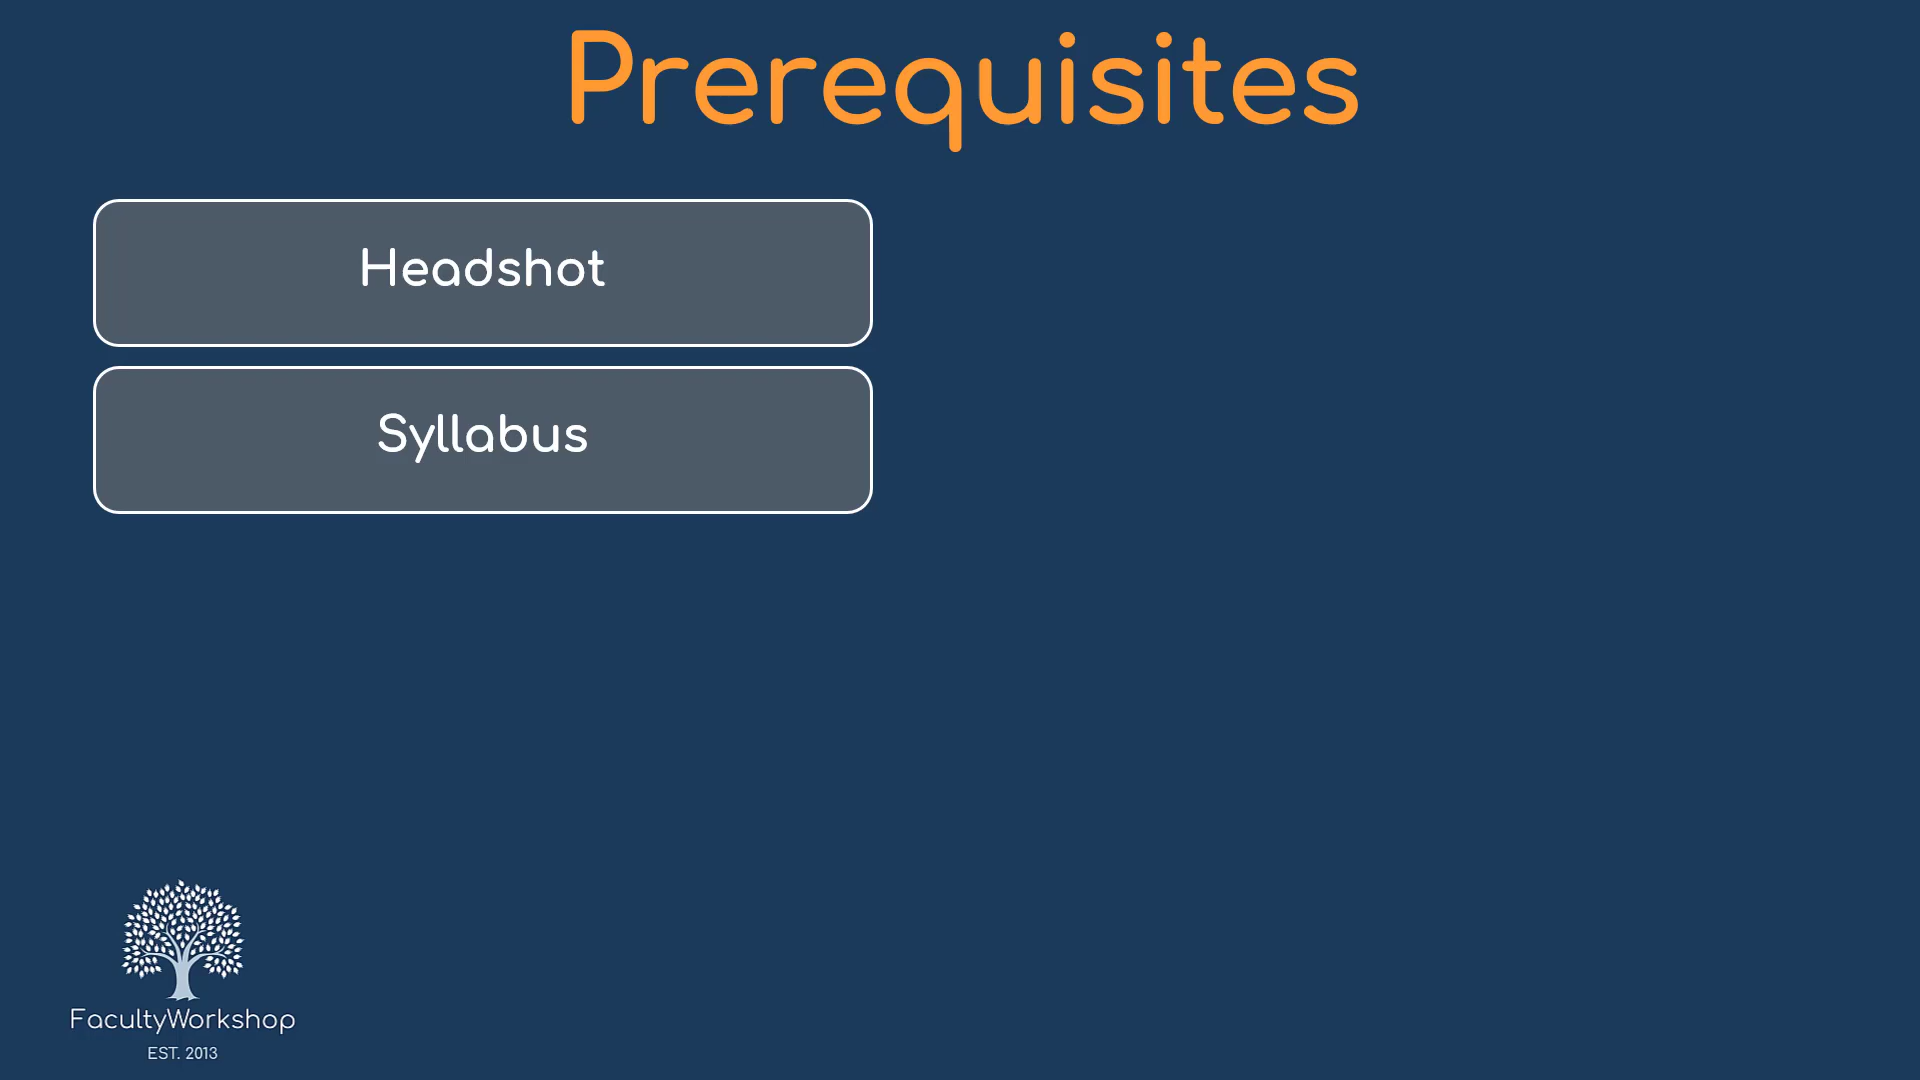 Prerequisites
Headshot
Syllabus
FacultyWorkshop
EST. 2013